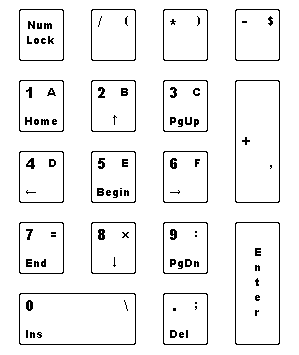 Num Lock / ( * ) - $
1 A Home 2 B ↑ 3 C PgUp + ,
4 D ← 5 E Begin 6 F →
7 = End 8 × ↓ 9 : PgDn Enter
0 \ Ins . ; Del